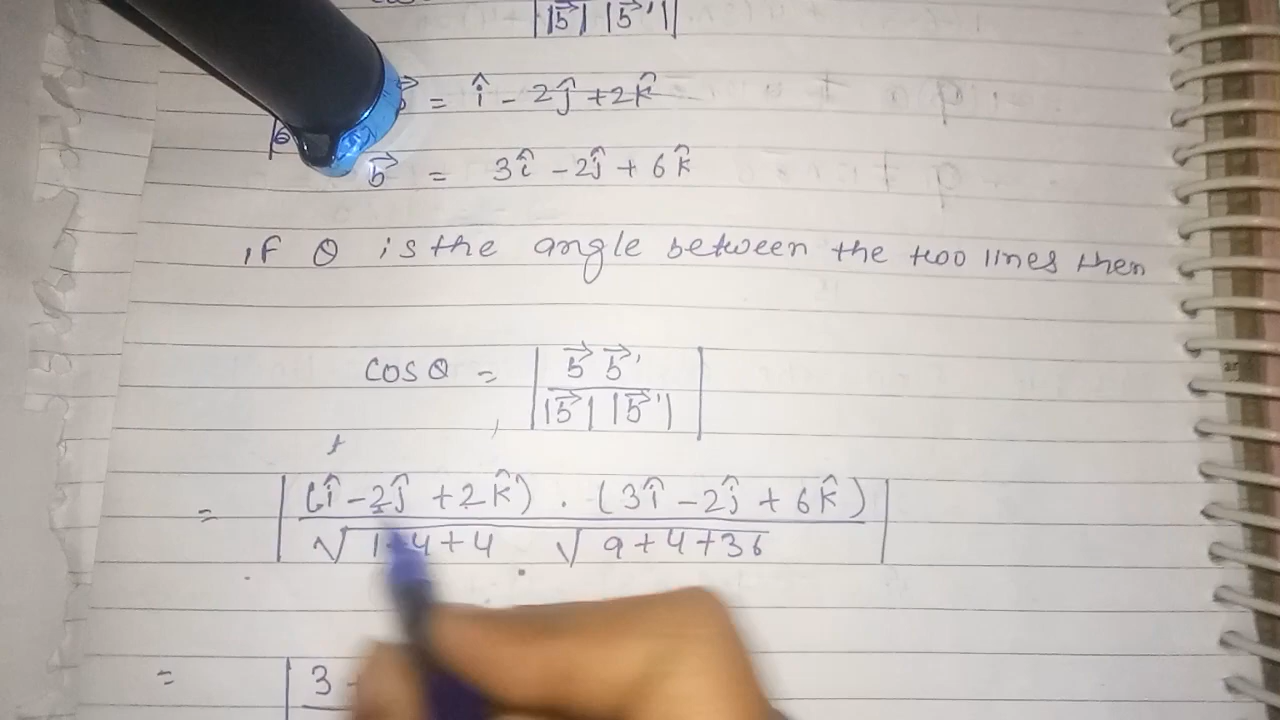 |b⃗| |b⃗'|
= î - 2ĵ + 2k̂
b⃗ = 3î - 2ĵ + 6k̂
if θ is the angle between the two lines then
cos θ = | b⃗ b⃗' |
|b⃗| |b⃗'|
= | (î - 2ĵ + 2k̂) . (3î - 2ĵ + 6k̂) |
√1+4+4 √9+4+36
= | 3